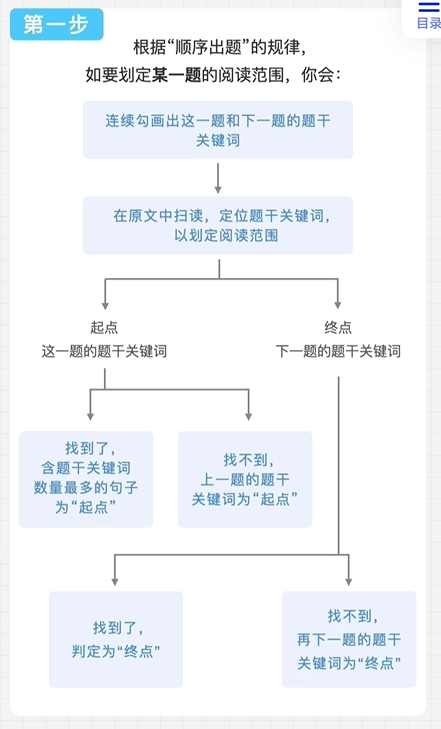 第一步
目录
根据“顺序出题”的规律，
如要划定某一题的阅读范围，你会：
连续勾画出这一题和下一题的题干
关键词
在原文中扫读，定位题干关键词，
以划定阅读范围
起点
这一题的题干关键词
终点
下一题的题干关键词
找到了，
含题干关键词
数量最多的句子
为“起点”
找不到，
上一题的题干
关键词为“起点”
找到了，
判定为“终点”
找不到，
再下一题的题干
关键词为“终点”